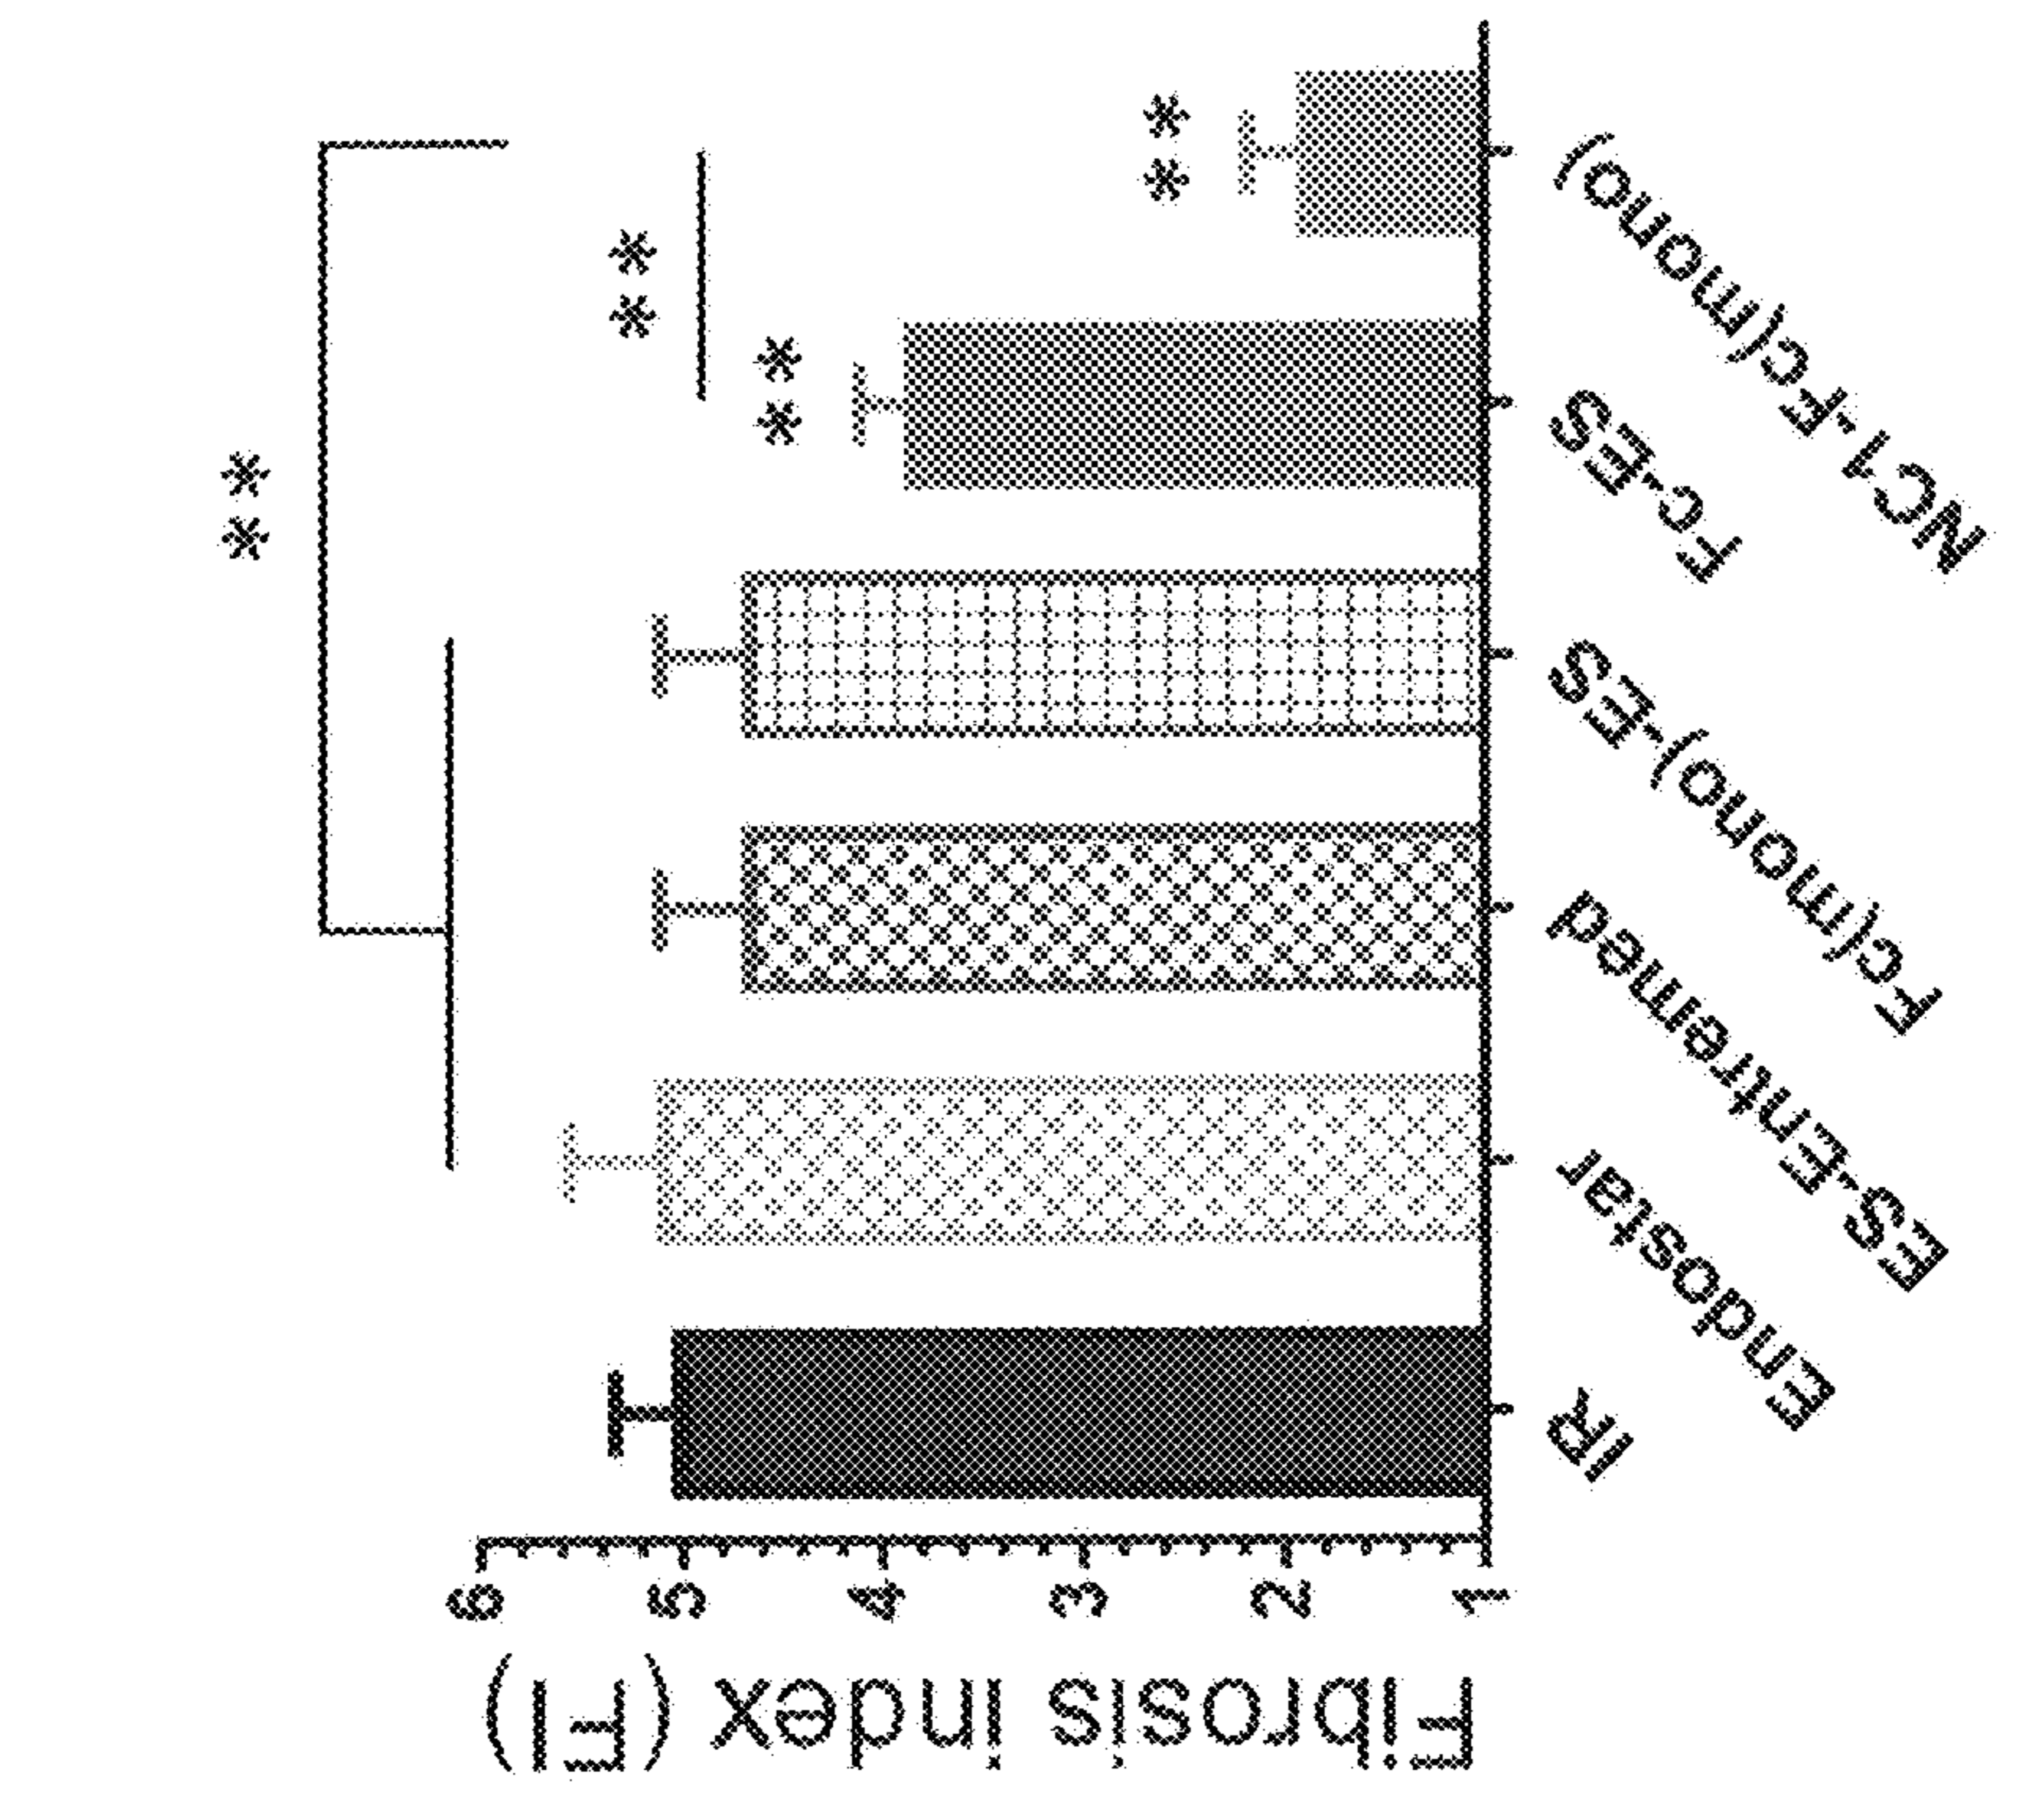 Fibrosis index (FI)
6
5
4
3
2
1
**
**
**
**
IR
Endostar
ES-Entremed
Fc(mono)-ES
Fc-ES
NC1-Fc(mono)